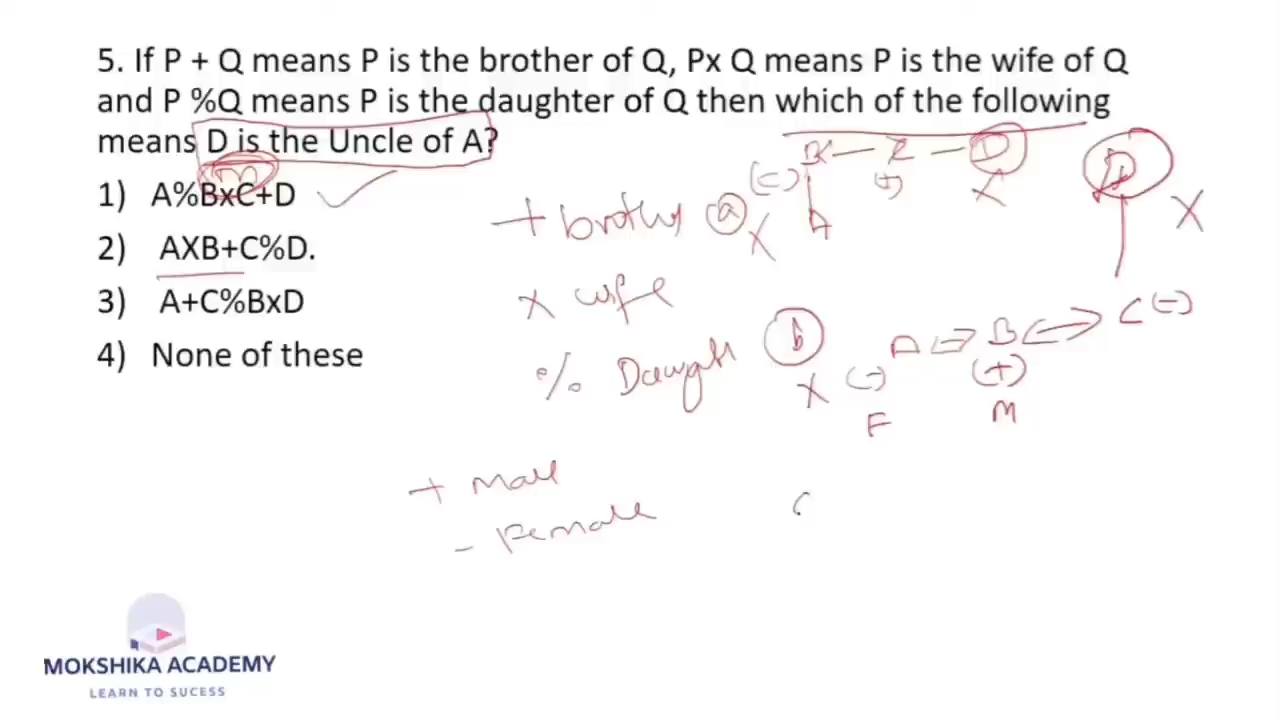 5. If P + Q means P is the brother of Q, Px Q means P is the wife of Q
and P %Q means P is the daughter of Q then which of the following
means D is the Uncle of A?
1) A%BxC+D
2) AXB+C%D.
3) A+C%BxD
4) None of these
m
+ brother
x wife
% Daugh
+ Male
- Female
a
(-) B — C — D
(+)
A
X
X
D
X
b
A B C (-)
X (-) (+)
F M
MOKSHIKA ACADEMY
LEARN TO SUCESS